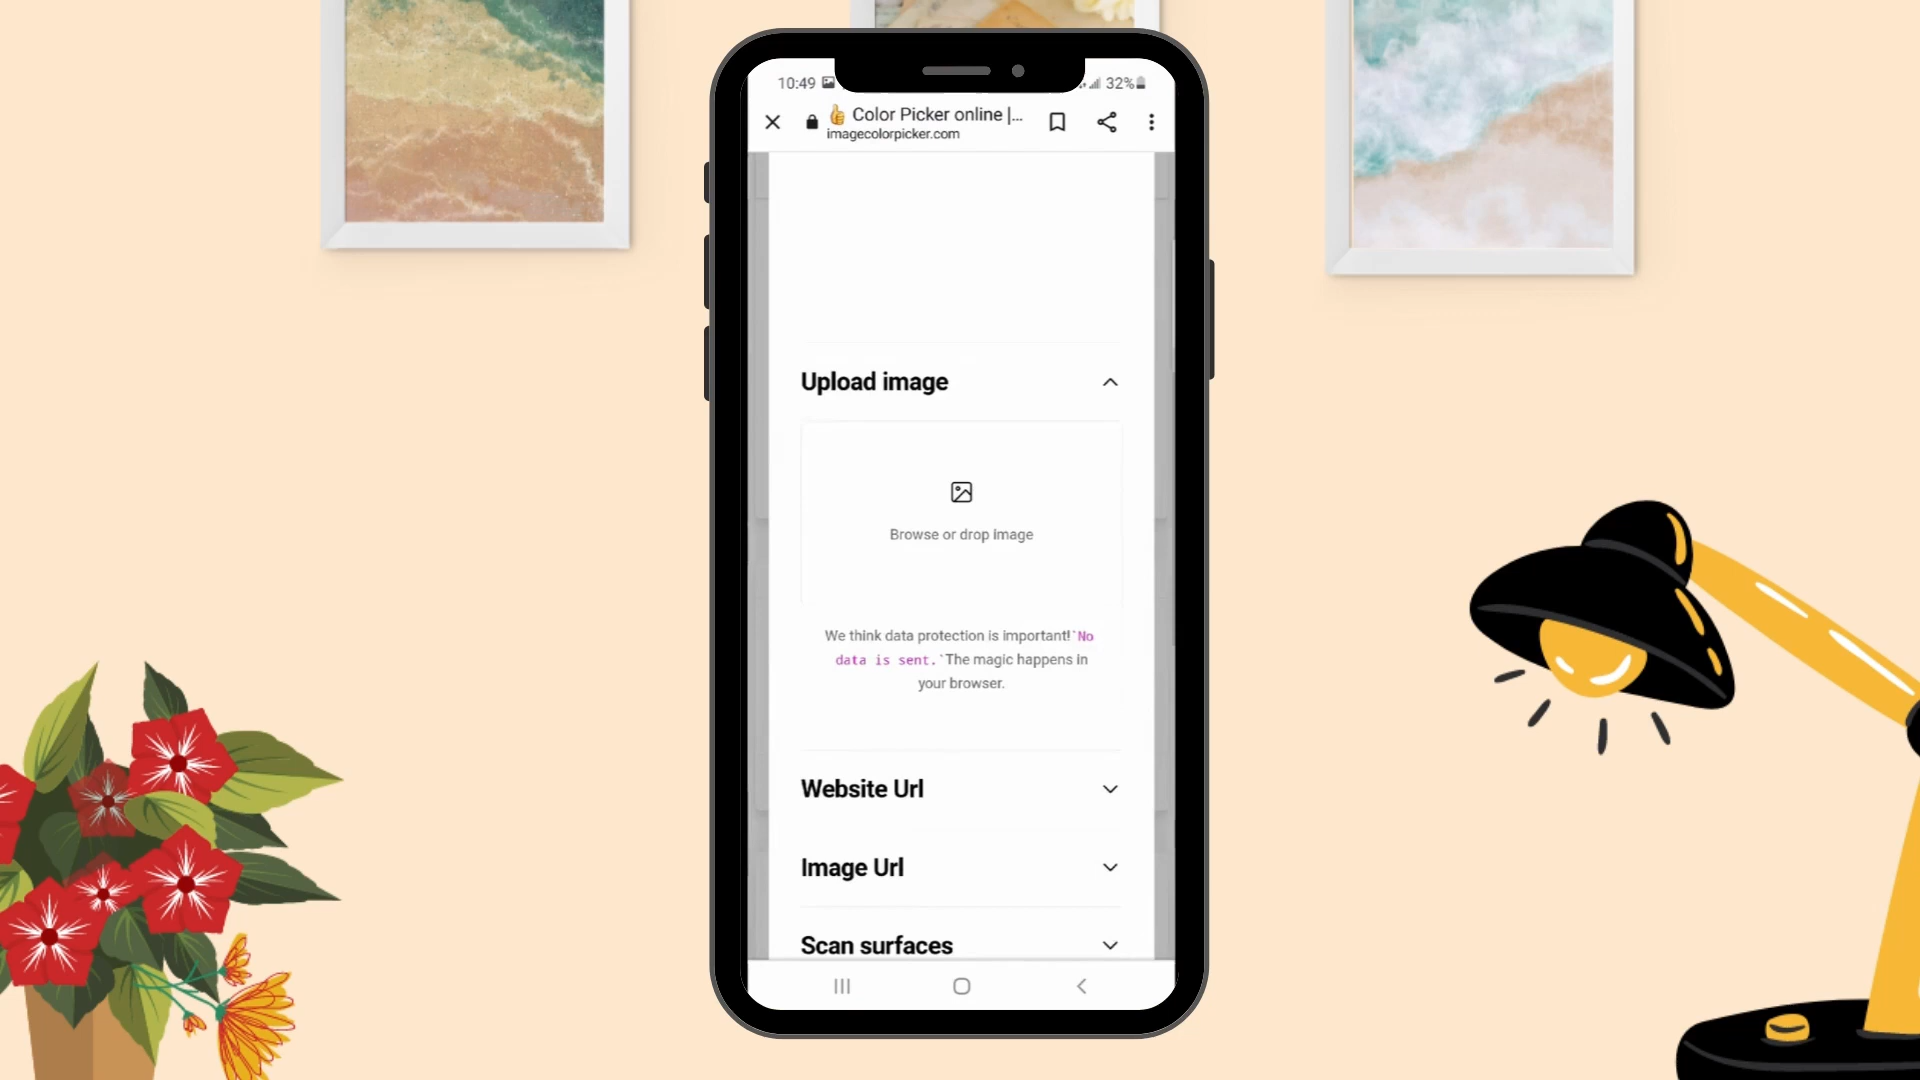 10:49 32%
👍 Color Picker online |...
imagecolorpicker.com
Upload image
Browse or drop image
We think data protection is important!`No
data is sent.`The magic happens in
your browser.
Website Url
Image Url
Scan surfaces